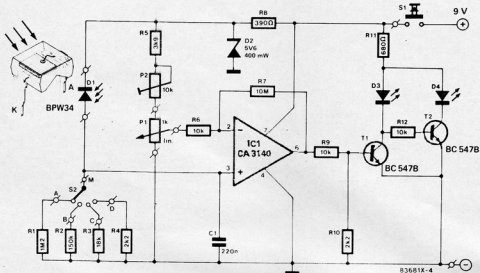 R8
390Ω
S1
9 V
+
R5
3k9
D2
5V6
400 mW
R11
680Ω
A
D1
BPW34
K
P2
10k
R7
10M
D3
D4
P1
1k
lin.
R6
10k
2
7
IC1
CA 3140
6
3
4
R9
10k
R12
10k
T1
T2
BC 547B
BC 547B
M
S2
A
B
C
D
R1
1M2
R2
150k
R3
18k
R4
2k2
C1
220n
R10
2k2
83681X-4